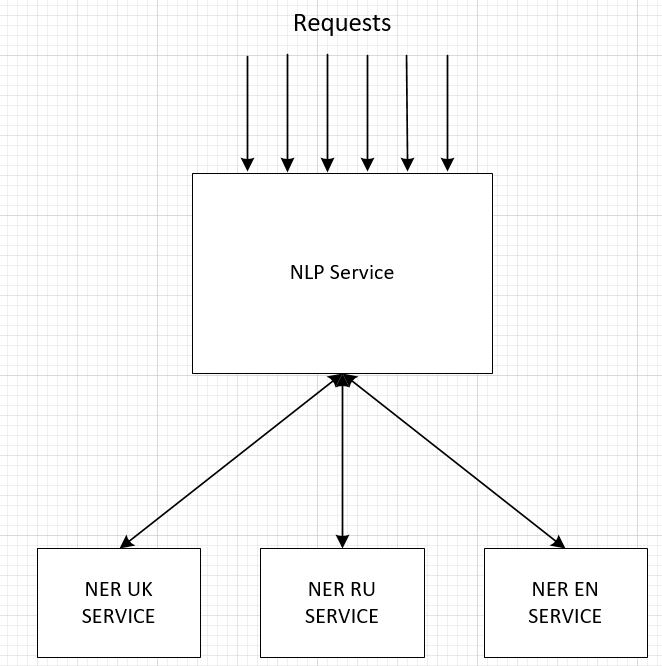 Requests
NLP Service
NER UK
SERVICE
NER RU
SERVICE
NER EN
SERVICE